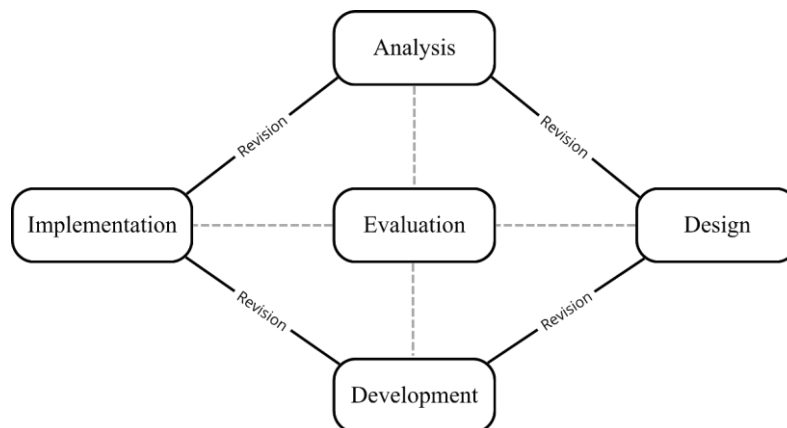 Analysis
Revision
Revision
Implementation
Evaluation
Design
Revision
Revision
Development